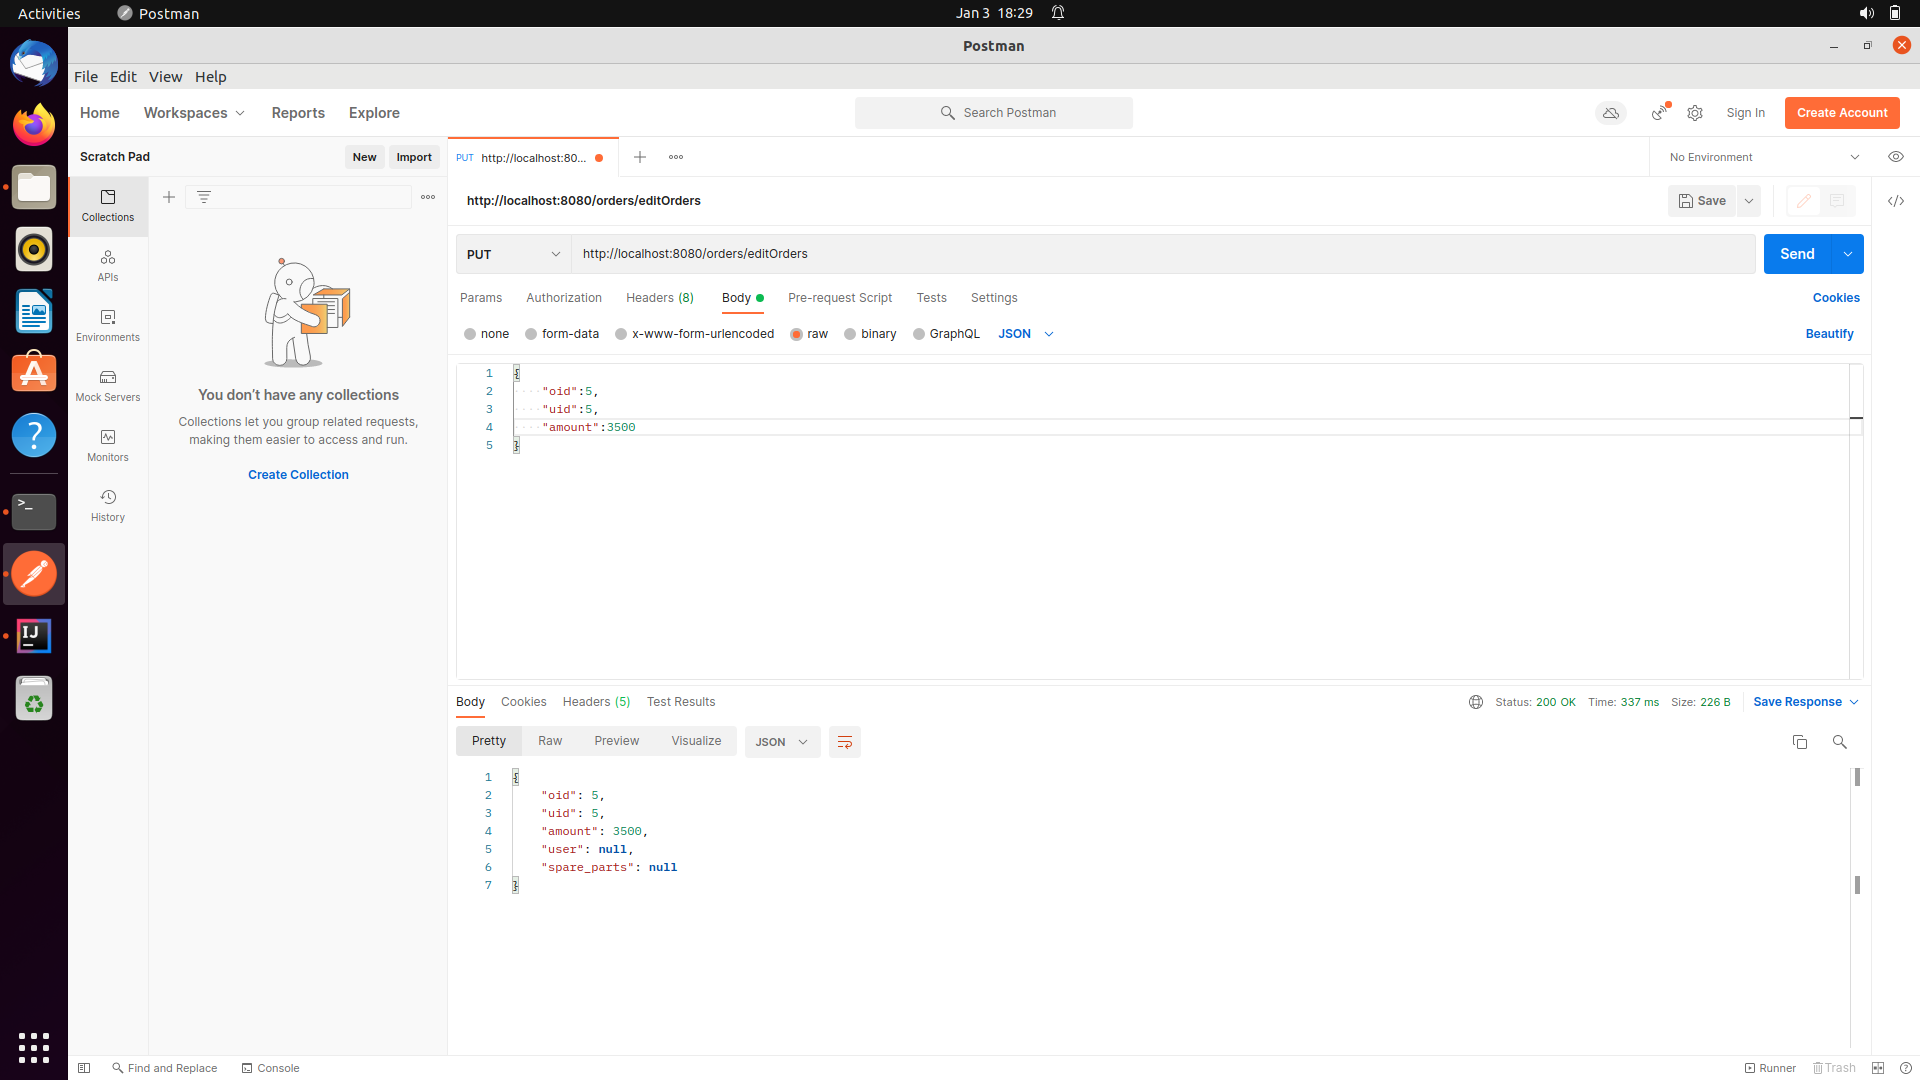 Activities Postman Jan 3 18:29
Postman
File Edit View Help
Home Workspaces Reports Explore Search Postman Sign In Create Account
Scratch Pad New Import PUT http://localhost:80... No Environment
Collections
APIs
Environments
Mock Servers
Monitors
History
You don't have any collections
Collections let you group related requests,
making them easier to access and run.
Create Collection
http://localhost:8080/orders/editOrders Save
PUT http://localhost:8080/orders/editOrders Send
Params Authorization Headers (8) Body Pre-request Script Tests Settings Cookies
none form-data x-www-form-urlencoded raw binary GraphQL JSON Beautify
1 {
2 "oid":5,
3 "uid":5,
4 "amount":3500
5 }
Body Cookies Headers (5) Test Results Status: 200 OK Time: 337 ms Size: 226 B Save Response
Pretty Raw Preview Visualize JSON
1 {
2 "oid": 5,
3 "uid": 5,
4 "amount": 3500,
5 "user": null,
6 "spare_parts": null
7 }
Find and Replace Console Runner Trash